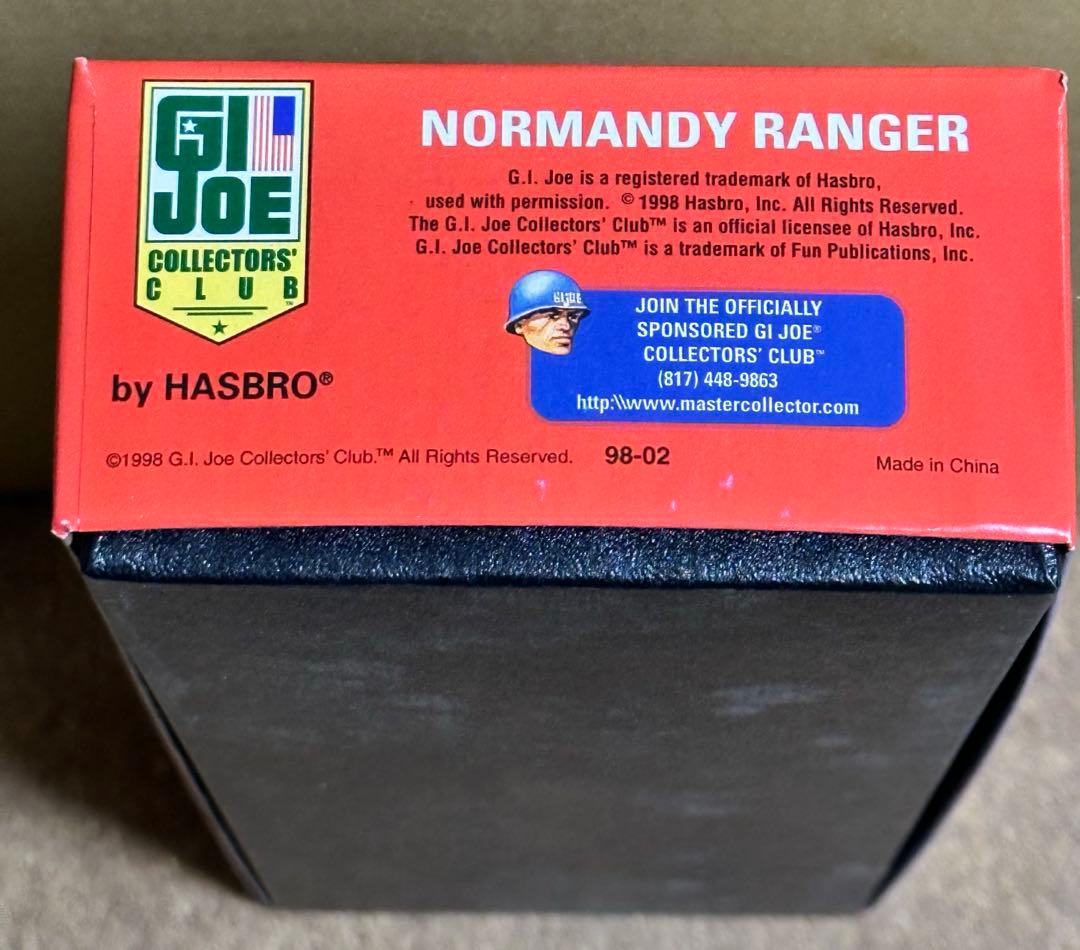 GI
JOE
COLLECTORS'
CLUB™
by HASBRO®
NORMANDY RANGER
G.I. Joe is a registered trademark of Hasbro,
used with permission. © 1998 Hasbro, Inc. All Rights Reserved.
The G.I. Joe Collectors' Club™ is an official licensee of Hasbro, Inc.
G.I. Joe Collectors' Club™ is a trademark of Fun Publications, Inc.
GI JOE
JOIN THE OFFICIALLY
SPONSORED GI JOE®
COLLECTORS' CLUB™
(817) 448-9863
http:\\www.mastercollector.com
©1998 G.I. Joe Collectors' Club.™ All Rights Reserved. 98-02 Made in China